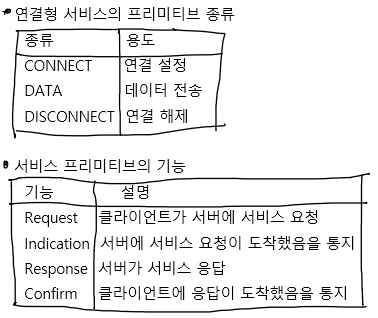 • 연결형 서비스의 프리미티브 종류
종류 용도
CONNECT 연결 설정
DATA 데이터 전송
DISCONNECT 연결 해제
• 서비스 프리미티브의 기능
기능 설명
Request 클라이언트가 서버에 서비스 요청
Indication 서버에 서비스 요청이 도착했음을 통지
Response 서버가 서비스 응답
Confirm 클라이언트에 응답이 도착했음을 통지